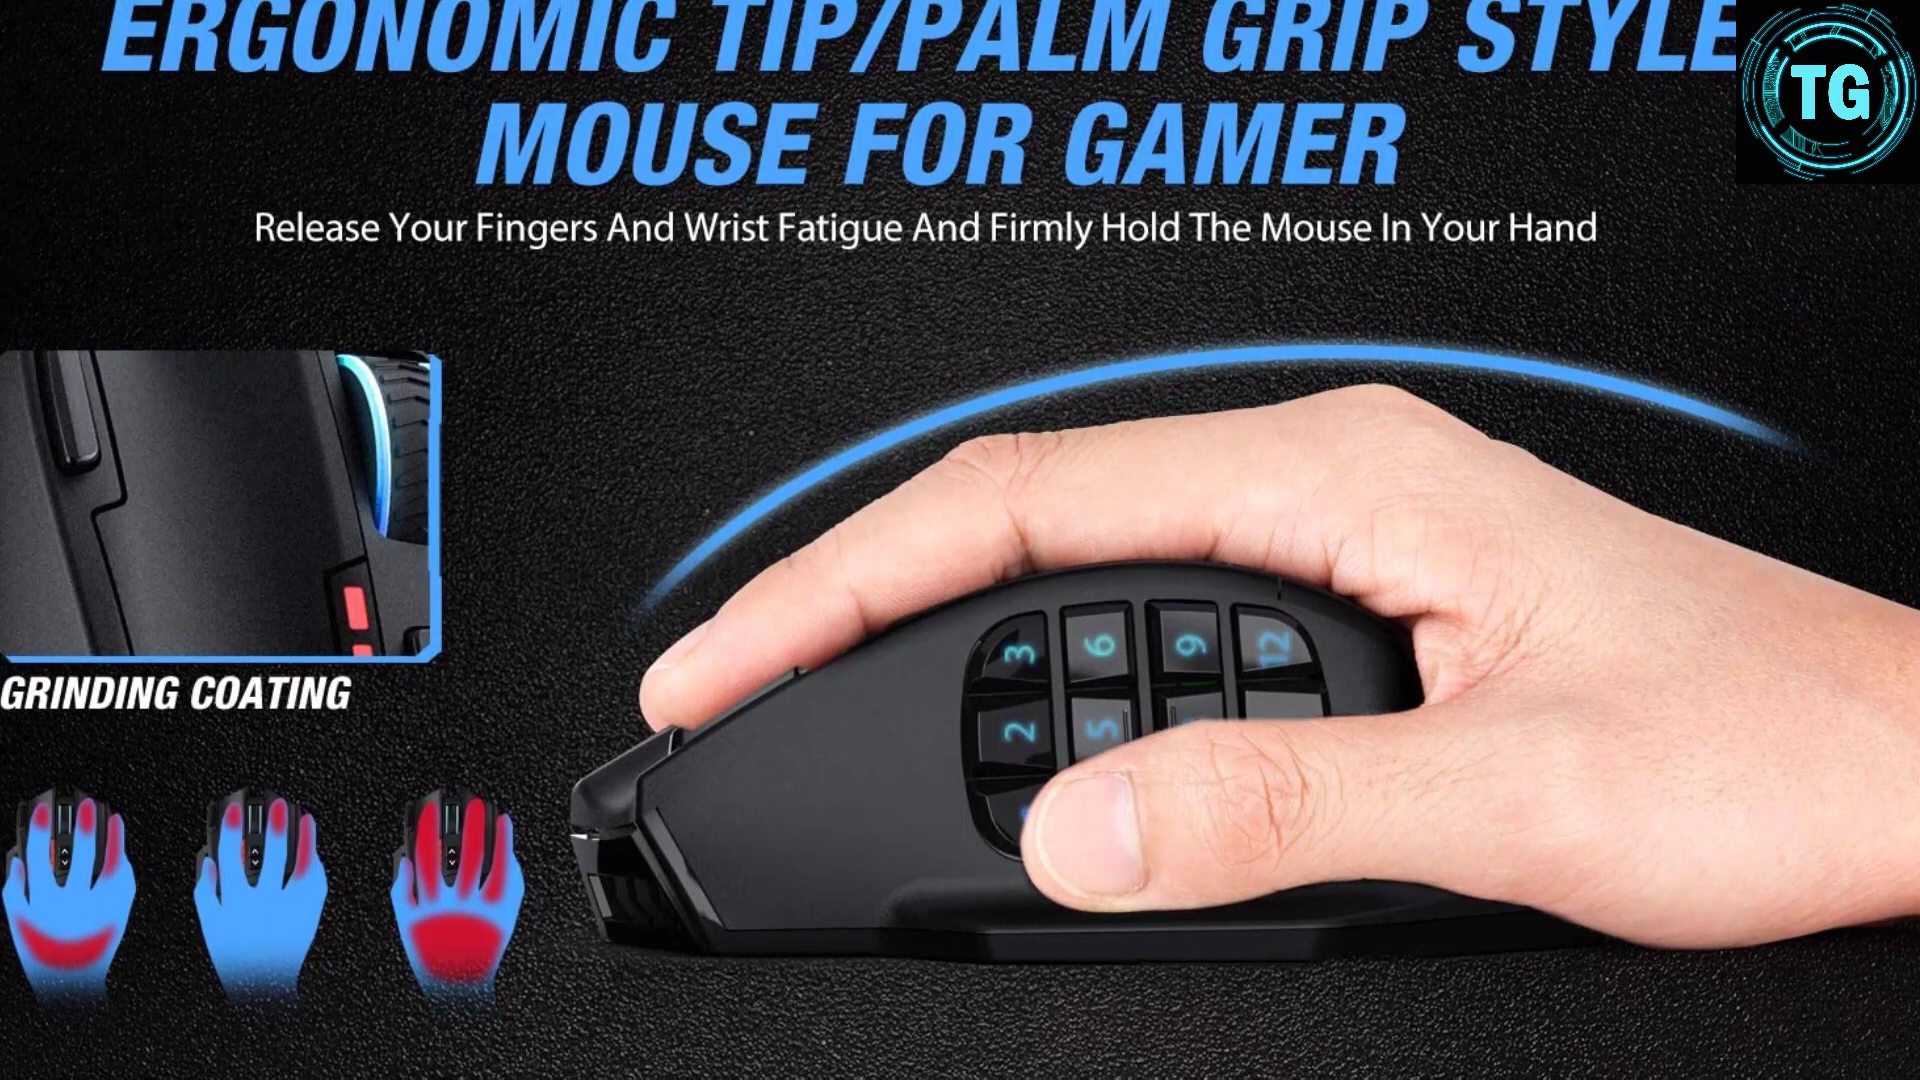 ERGONOMIC TIP/PALM GRIP STYLE
TG
MOUSE FOR GAMER
Release Your Fingers And Wrist Fatigue And Firmly Hold The Mouse In Your Hand
3 6 9 12
2 5
GRINDING COATING